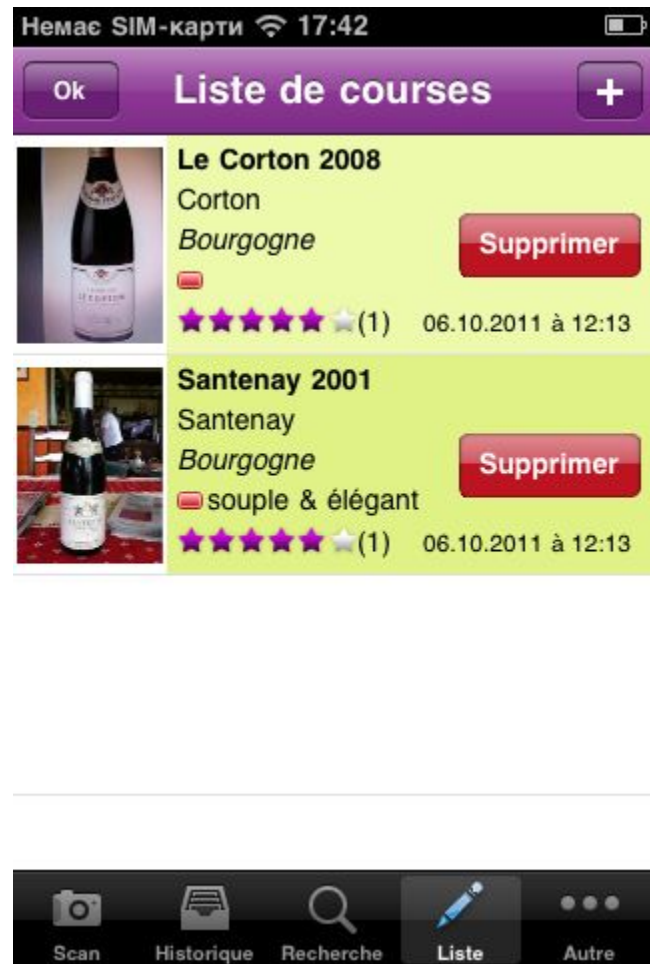 Немає SIM-карти 17:42
Ok Liste de courses +
Le Corton 2008
Corton
Bourgogne
Supprimer
(1) 06.10.2011 à 12:13
Santenay 2001
Santenay
Bourgogne
Supprimer
souple & élégant
(1) 06.10.2011 à 12:13
Scan Historique Recherche Liste Autre